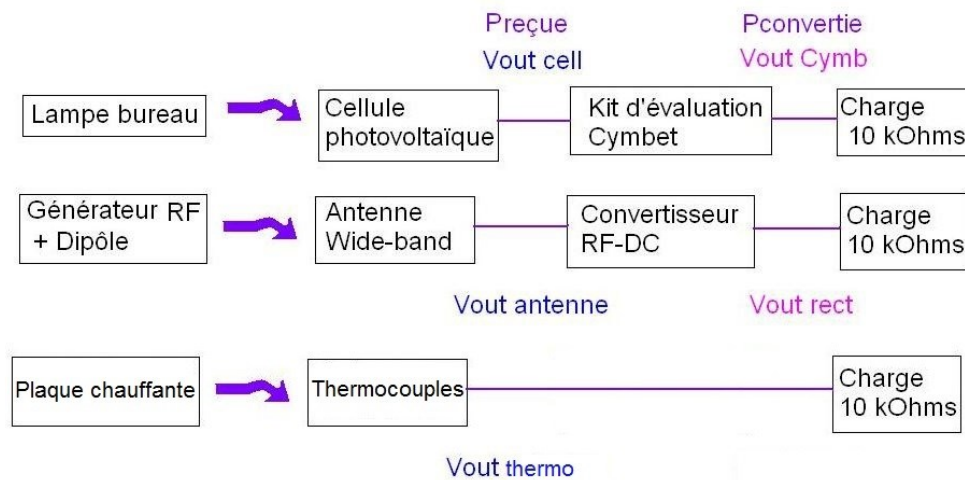 Preçue
Pconvertie
Vout cell
Vout Cymb
Lampe bureau
Cellule
photovoltaïque
Kit d'évaluation
Cymbet
Charge
10 kOhms
Générateur RF
+ Dipôle
Antenne
Wide-band
Convertisseur
RF-DC
Charge
10 kOhms
Vout antenne
Vout rect
Plaque chauffante
Thermocouples
Charge
10 kOhms
Vout thermo